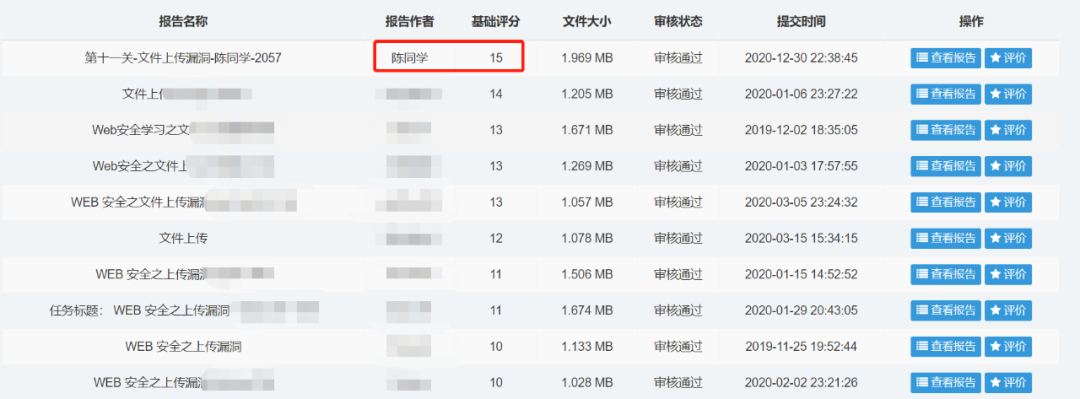 报告名称 报告作者 基础评分 文件大小 审核状态 提交时间 操作
第十一关-文件上传漏洞-陈同学-2057 陈同学 15 1.969 MB 审核通过 2020-12-30 22:38:45 查看报告 评价
文件上 14 1.205 MB 审核通过 2020-01-06 23:27:22 查看报告 评价
Web安全学习之文 13 1.671 MB 审核通过 2019-12-02 18:35:05 查看报告 评价
Web安全之文件上 13 1.269 MB 审核通过 2020-01-03 17:57:55 查看报告 评价
WEB 安全之文件上传漏 13 1.057 MB 审核通过 2020-03-05 23:24:32 查看报告 评价
文件上传 12 1.078 MB 审核通过 2020-03-15 15:34:15 查看报告 评价
WEB 安全之上传漏 11 1.506 MB 审核通过 2020-01-15 14:52:52 查看报告 评价
任务标题： WEB 安全之上传漏洞 11 1.674 MB 审核通过 2020-01-29 20:43:05 查看报告 评价
WEB 安全之上传漏洞 10 1.133 MB 审核通过 2019-11-25 19:52:44 查看报告 评价
WEB 安全之上传漏 10 1.028 MB 审核通过 2020-02-02 23:21:26 查看报告 评价